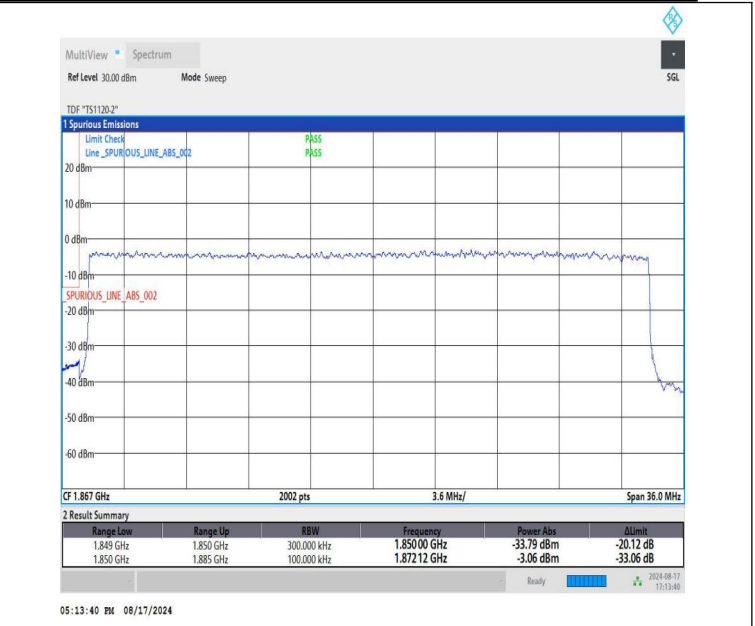 MultiView Spectrum
Ref Level 30.00 dBm Mode Sweep SGL
TDF "TS1120-2"
1 Spurious Emissions
Limit Check PASS
Line _SPURIOUS_LINE_ABS_002 PASS
20 dBm
10 dBm
0 dBm
-10 dBm
SPURIOUS_LINE_ABS_002
-20 dBm
-30 dBm
-40 dBm
-50 dBm
-60 dBm
CF 1.867 GHz 2002 pts 3.6 MHz/ Span 36.0 MHz
2 Result Summary
Range Low Range Up RBW Frequency Power Abs ΔLimit
1.849 GHz 1.850 GHz 300.000 kHz 1.85000 GHz -33.79 dBm -20.12 dB
1.850 GHz 1.885 GHz 100.000 kHz 1.87212 GHz -3.06 dBm -33.06 dB
Ready 2024-08-17
17:13:40
05:13:40 PM 08/17/2024